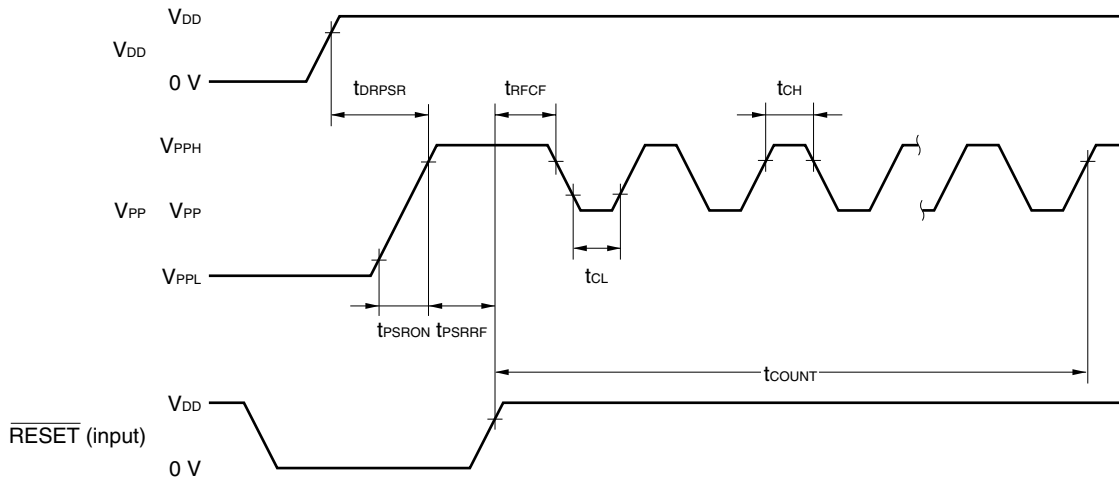 VDD
VDD
0 V
tDRPSR
tRFCF
tCH
VPPH
VPP VPP
VPPL
tCL
tPSRON tPSRRF
tCOUNT
VDD
RESET (input)
0 V